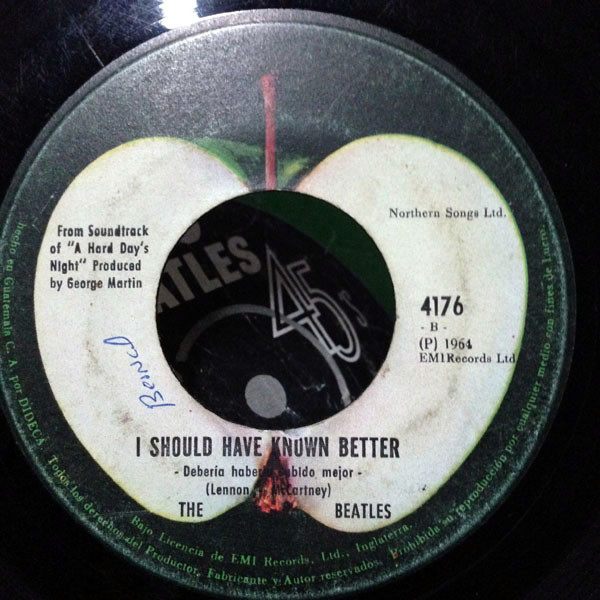 From Soundtrack
of "A Hard Day's
Night" Produced
by George Martin
Northern Songs Ltd.
4176
- B -
(P) 1964
EMI Records Ltd
BEATLES
45
I SHOULD HAVE KNOWN BETTER
- Debería haberlo sabido mejor -
(Lennon - McCartney)
THE BEATLES
hecho en Guatemala C. A por DIDECA Todos los derechos del Productor, Fabricante y Autor reservados. Prohibida su reproducción por cualquier medio con fines de Lucro.
Bajo Licencia de EMI Records, Ltd., Inglaterra.